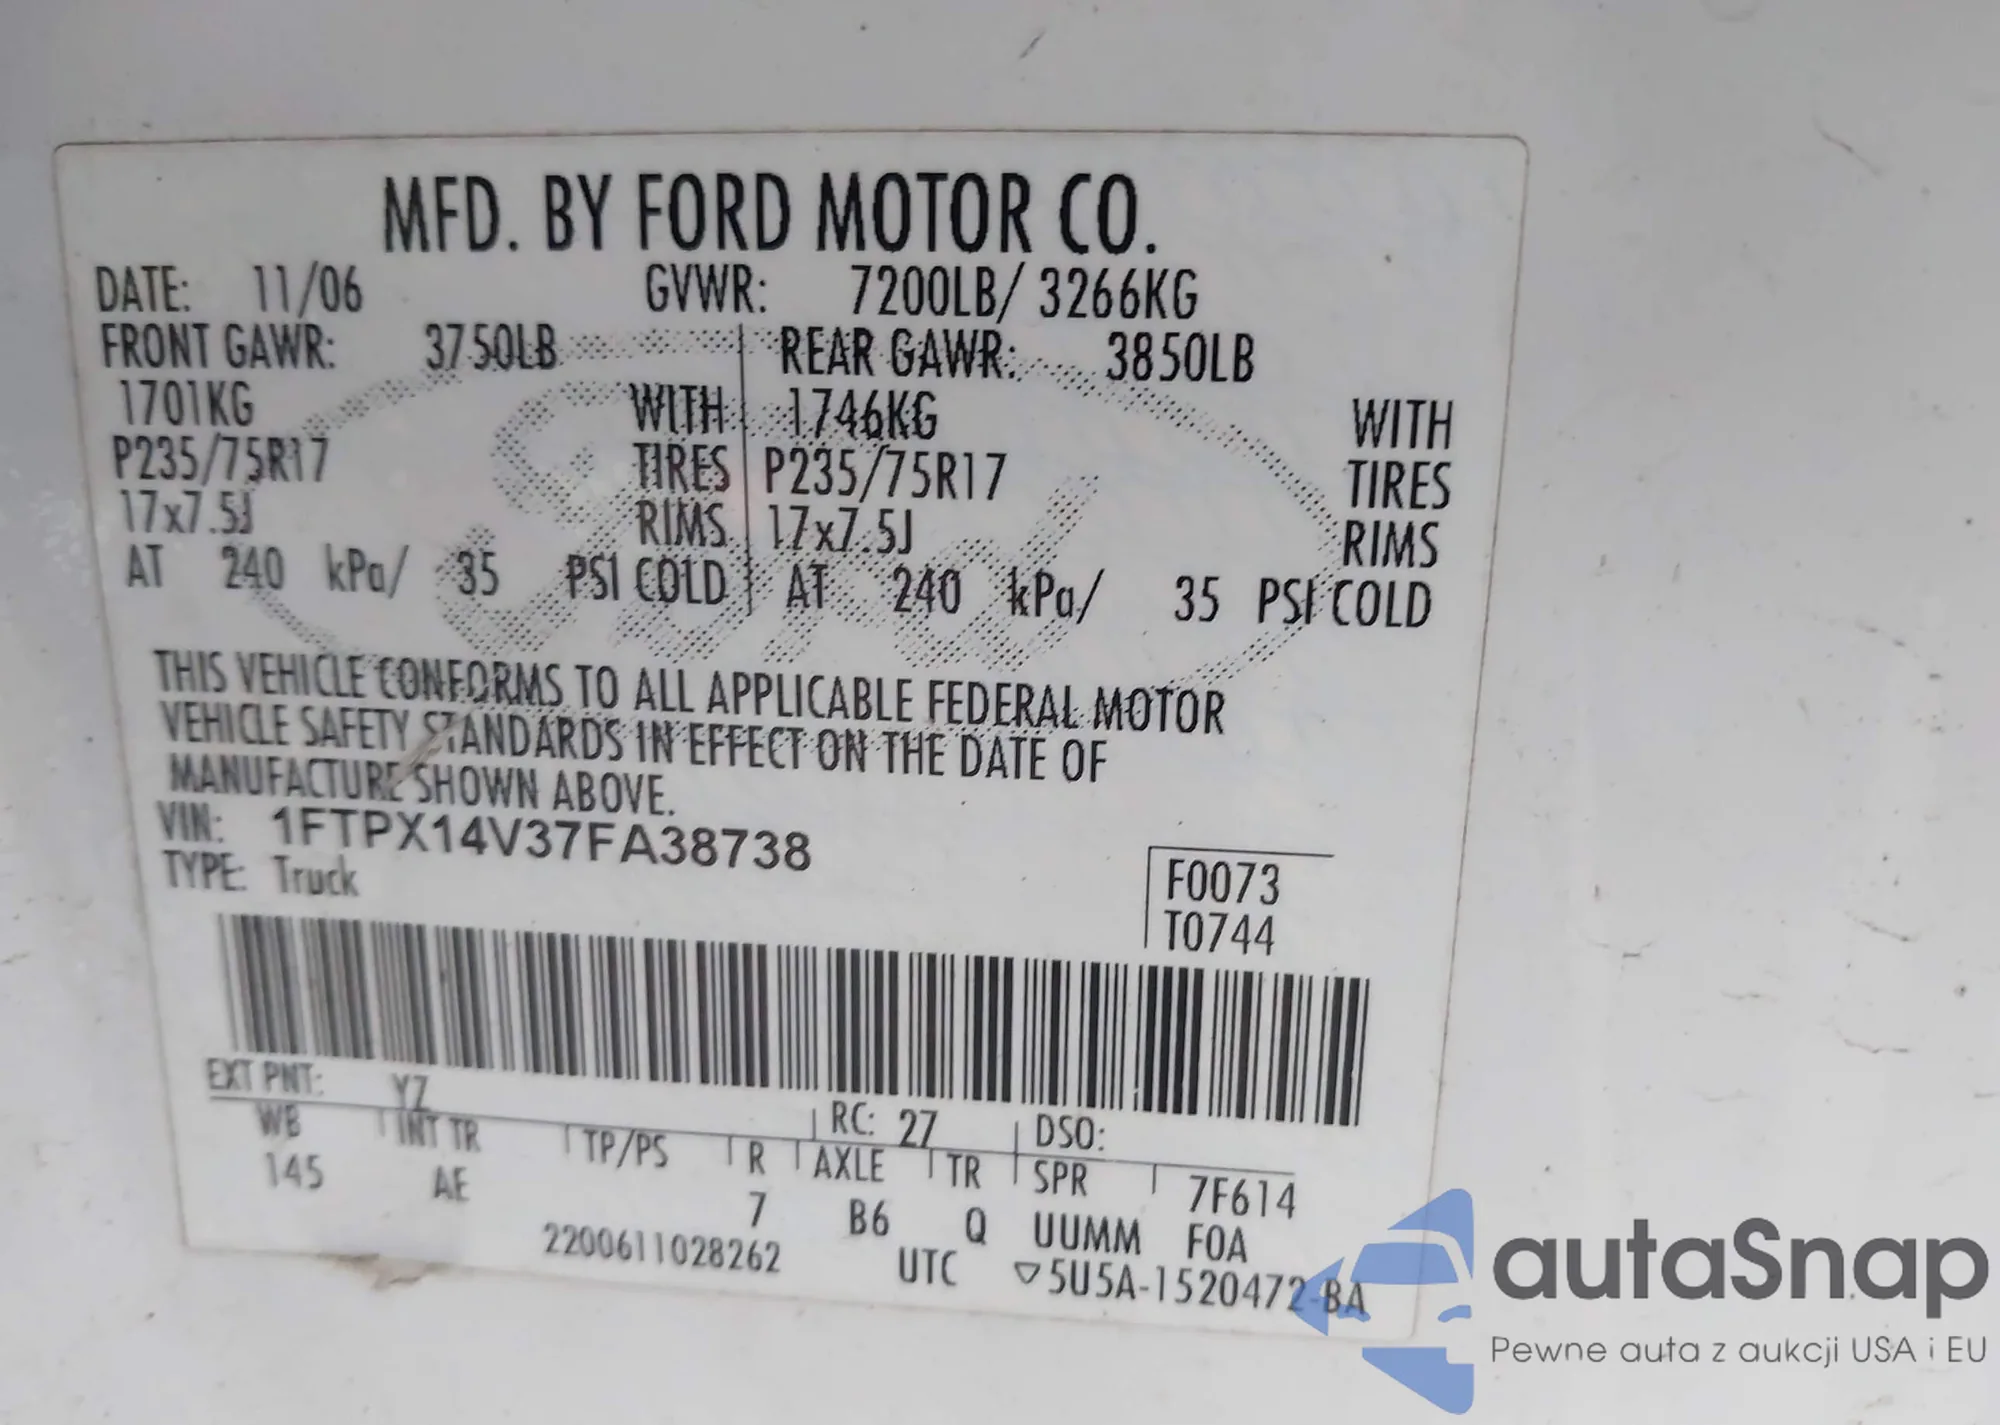 MFD. BY FORD MOTOR CO.
DATE: 11/06 GVWR: 7200LB/ 3266KG
FRONT GAWR: 3750LB REAR GAWR: 3850LB
1701KG WITH 1746KG WITH
P235/75R17 TIRES P235/75R17 TIRES
17x7.5J RIMS 17x7.5J RIMS
AT 240 kPa/ 35 PSI COLD AT 240 kPa/ 35 PSI COLD
THIS VEHICLE CONFORMS TO ALL APPLICABLE FEDERAL MOTOR
VEHICLE SAFETY STANDARDS IN EFFECT ON THE DATE OF
MANUFACTURE SHOWN ABOVE.
VIN: 1FTPX14V37FA38738
TYPE: Truck
F0073
T0744
EXT PNT: YZ RC: 27 DSO:
WB INT TR TP/PS R AXLE TR SPR 7F614
145 AE 7 B6 Q UUMM F0A
2200611028262 UTC ▽5U5A-1520472-BA
Ford
autaSnap
Pewne auta z aukcji USA i EU